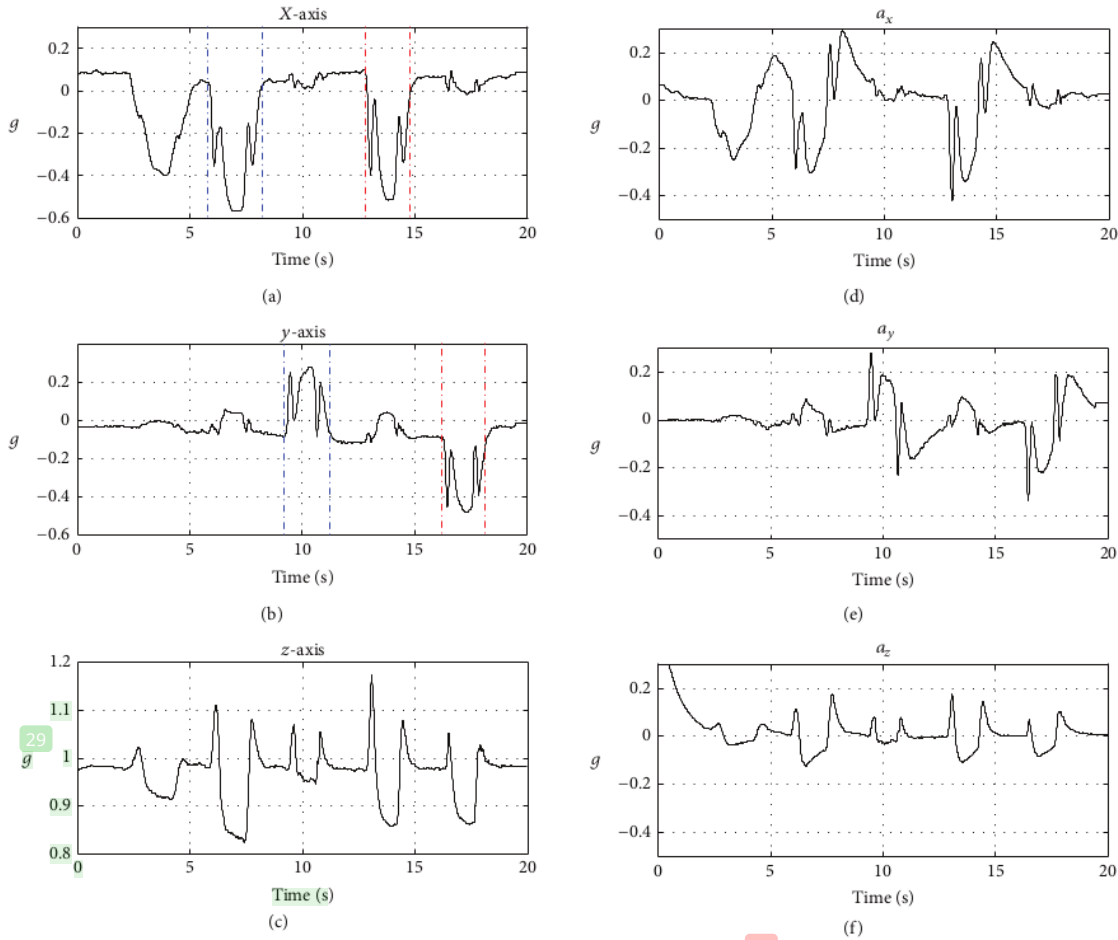 X-axis
0.2
0
−0.2
−0.4
−0.6
g
0 5 10 15 20
Time (s)
(a)
y-axis
0.2
0
−0.2
−0.4
−0.6
g
0 5 10 15 20
Time (s)
(b)
z-axis
1.2
1.1
1
0.9
0.8
29
g
0 5 10 15 20
Time (s)
(c)
a_x
0.2
0
−0.2
−0.4
g
0 5 10 15 20
Time (s)
(d)
a_y
0.2
0
−0.2
−0.4
g
0 5 10 15 20
Time (s)
(e)
a_z
0.2
0
−0.2
−0.4
g
0 5 10 15 20
Time (s)
(f)